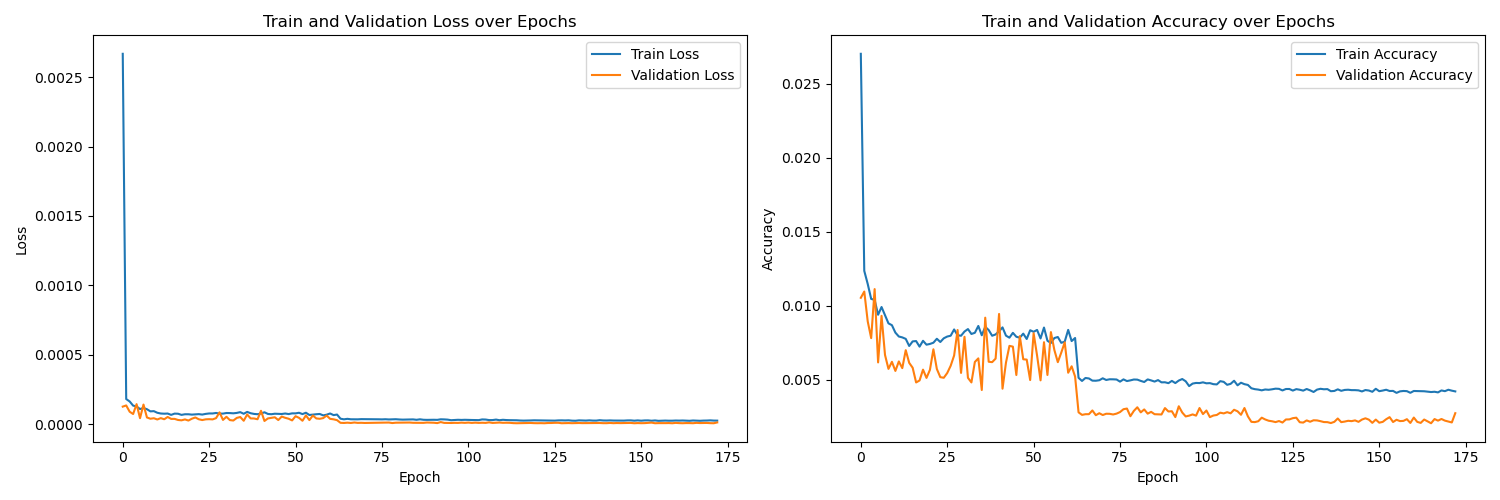 Train and Validation Loss over Epochs
Train Loss
Validation Loss
0.0025
0.0020
0.0015
0.0010
0.0005
0.0000
Loss
0 25 50 75 100 125 150 175
Epoch
Train and Validation Accuracy over Epochs
Train Accuracy
Validation Accuracy
0.025
0.020
0.015
0.010
0.005
Accuracy
0 25 50 75 100 125 150 175
Epoch